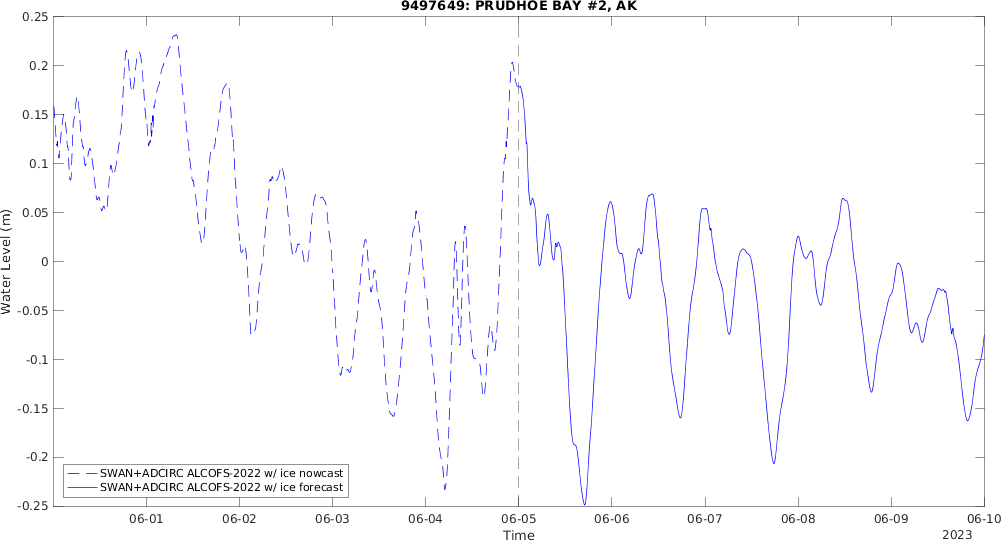 9497649: PRUDHOE BAY #2, AK
0.25
0.2
0.15
0.1
0.05
0
-0.05
-0.1
-0.15
-0.2
-0.25
Water Level (m)
SWAN+ADCIRC ALCOFS-2022 w/ ice nowcast
SWAN+ADCIRC ALCOFS-2022 w/ ice forecast
06-01 06-02 06-03 06-04 06-05 06-06 06-07 06-08 06-09 06-10
Time
2023